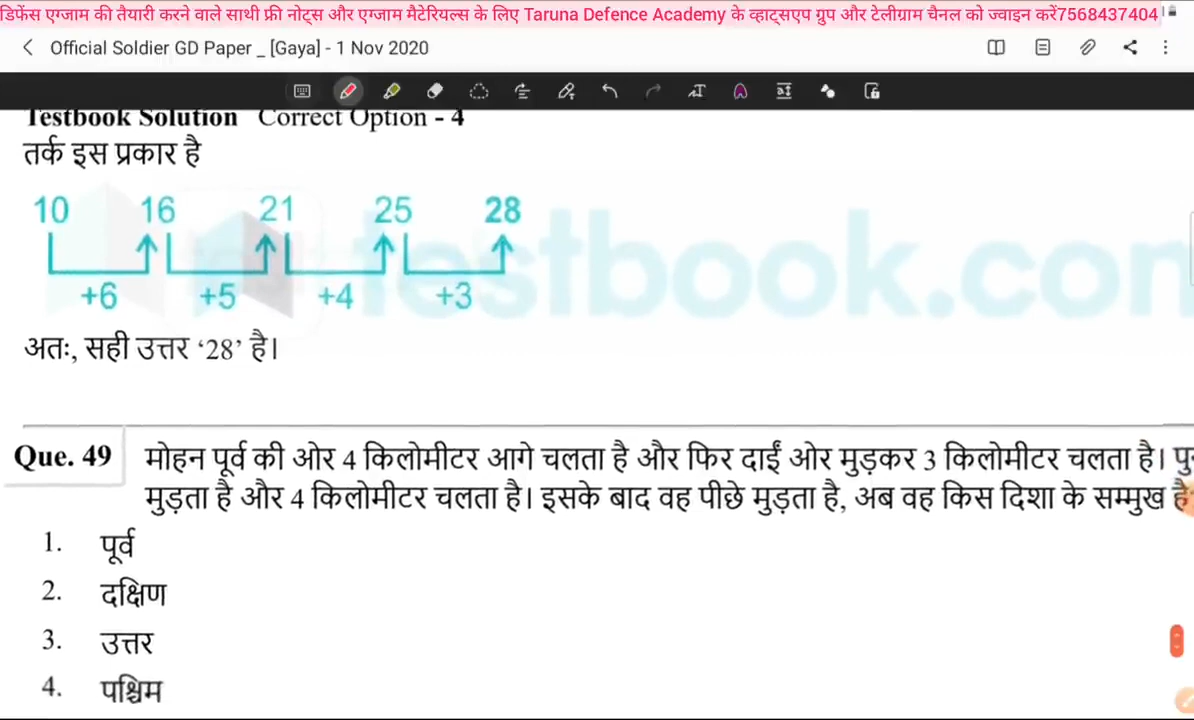 डिफेंस एग्जाम की तैयारी करने वाले साथी फ्री नोट्स और एग्जाम मैटेरियल्स के लिए Taruna Defence Academy के व्हाट्सएप ग्रुप और टेलीग्राम चैनल को ज्वाइन करें7568437404
Official Soldier GD Paper _ [Gaya] - 1 Nov 2020
Testbook Solution Correct Option - 4
तर्क इस प्रकार है
10 16 21 25 28
+6 +5 +4 +3
testbook.com
अतः, सही उत्तर ‘28’ है।
Que. 49 मोहन पूर्व की ओर 4 किलोमीटर आगे चलता है और फिर दाईं ओर मुड़कर 3 किलोमीटर चलता है।
मुड़ता है और 4 किलोमीटर चलता है। इसके बाद वह पीछे मुड़ता है, अब वह किस दिशा के सम्मुख है
1. पूर्व
2. दक्षिण
3. उत्तर
4. पश्चिम